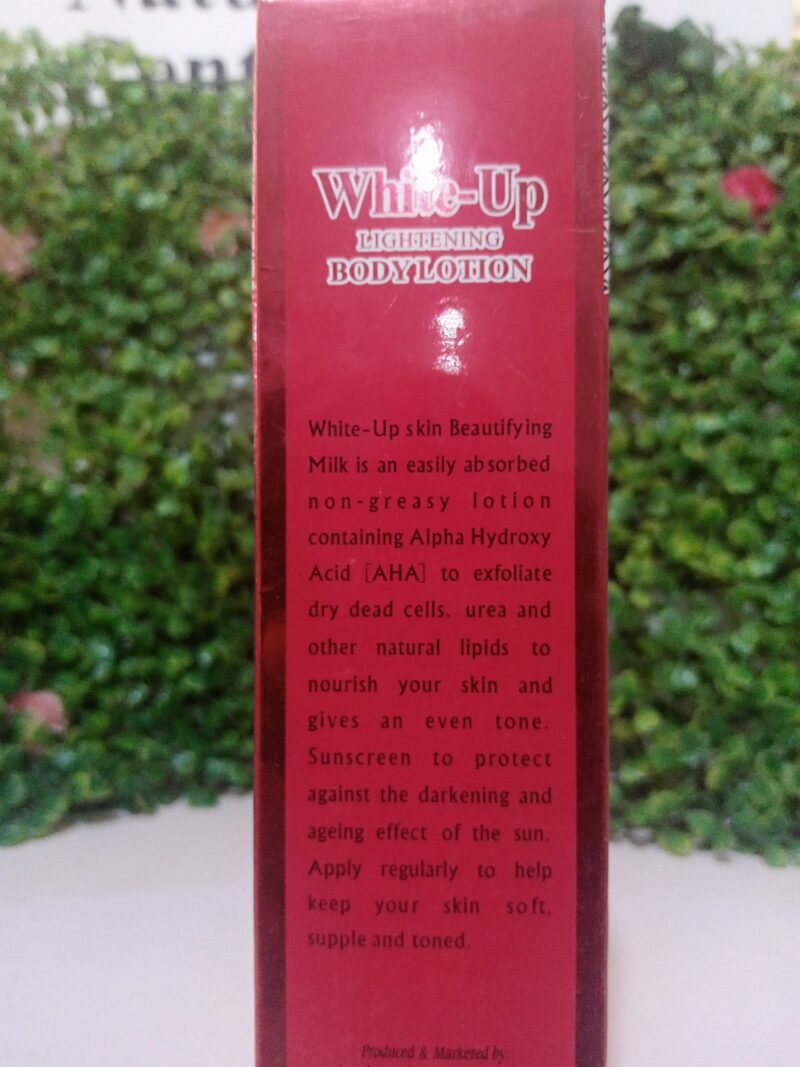 White-Up
LIGHTENING
BODY LOTION
White-Up skin Beautifying
Milk is an easily absorbed
non-greasy lotion
containing Alpha Hydroxy
Acid [AHA] to exfoliate
dry dead cells, urea and
other natural lipids to
nourish your skin and
gives an even tone.
Sunscreen to protect
against the darkening and
ageing effect of the sun.
Apply regularly to help
keep your skin soft,
supple and toned.
Produced & Marketed by: